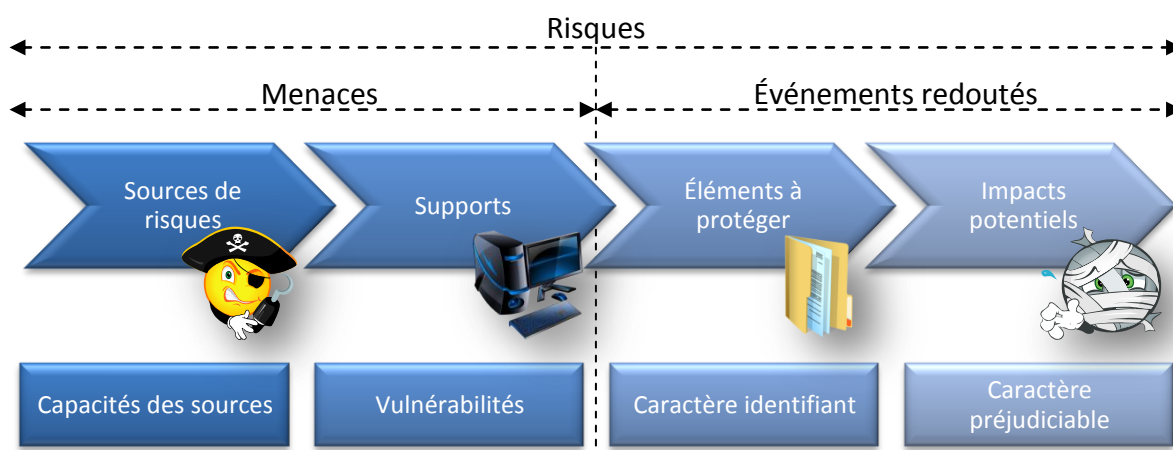 Risques
Menaces
Événements redoutés
Sources de
risques
Supports
Éléments à
protéger
Impacts
potentiels
Capacités des sources
Vulnérabilités
Caractère identifiant
Caractère
préjudiciable